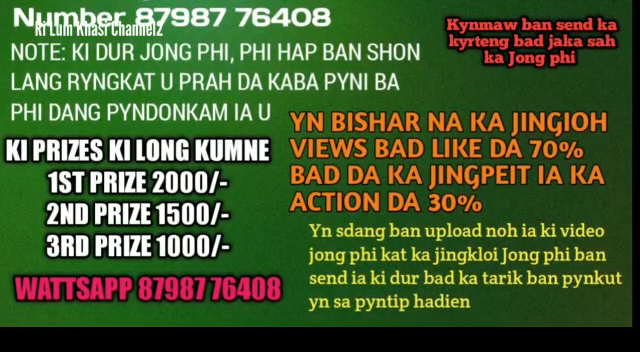 Number 87987 76408
Ri Lum Khasi Channel2
NOTE: KI DUR JONG PHI, PHI HAP BAN SHON
LANG RYNGKAT U PRAH DA KABA PYNI BA
PHI DANG PYNDONKAM IA U
Kynmaw ban send ka
kyrteng bad jaka sah
ka Jong phi
KI PRIZES KI LONG KUMNE
1ST PRIZE 2000/-
2ND PRIZE 1500/-
3RD PRIZE 1000/-
WATTSAPP 87987 76408
YN BISHAR NA KA JINGIOH
VIEWS BAD LIKE DA 70%
BAD DA KA JINGPEIT IA KA
ACTION DA 30%
Yn sdang ban upload noh ia ki video
jong phi kat ka jingkloi Jong phi ban
send ia ki dur bad ka tarik ban pynkut
yn sa pyntip hadien